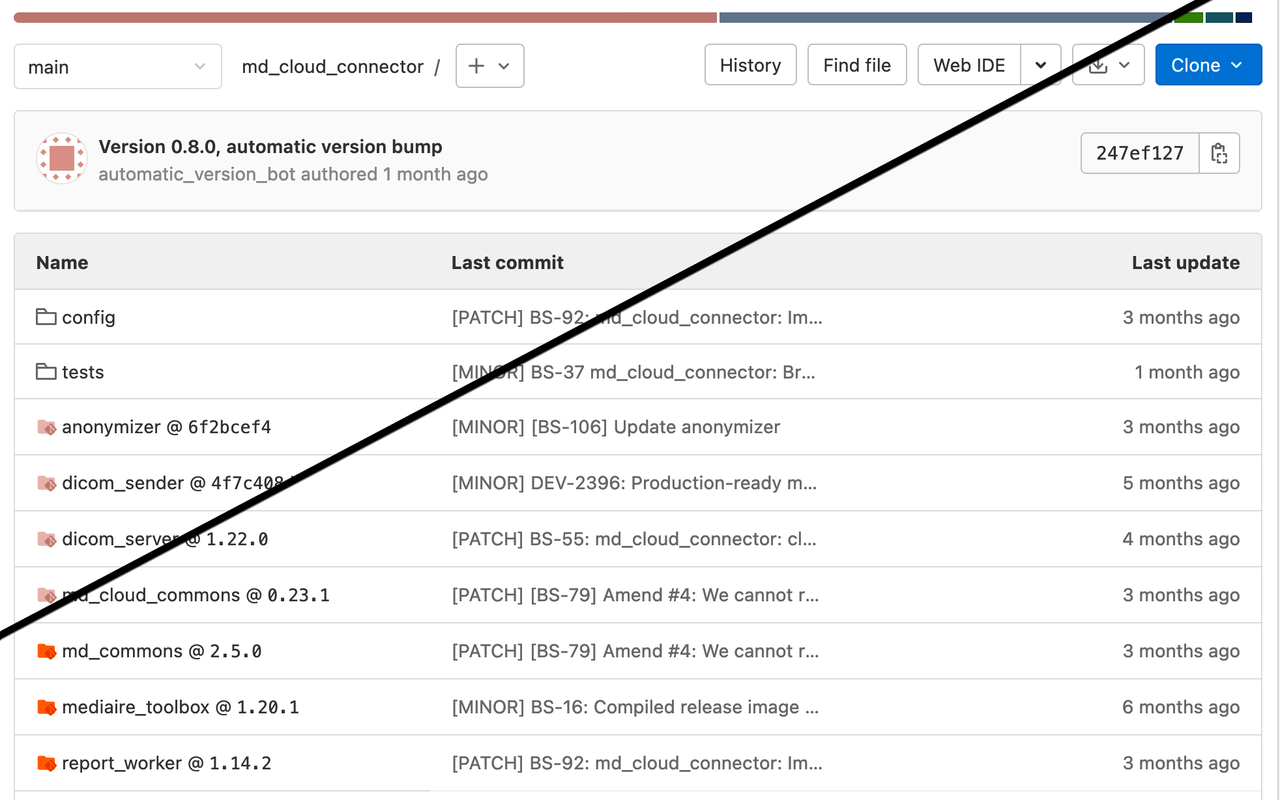 main
md_cloud_connector /
History
Find file
Web IDE
Clone
Version 0.8.0, automatic version bump
automatic_version_bot authored 1 month ago
247ef127
Name Last commit Last update
config [PATCH] BS-92: md_cloud_connector: Im... 3 months ago
tests [MINOR] BS-37 md_cloud_connector: Br... 1 month ago
anonymizer @ 6f2bcef4 [MINOR] [BS-106] Update anonymizer 3 months ago
dicom_sender @ [MINOR] DEV-2396: Production-ready m... 5 months ago
dicom_server @ 1.22.0 [PATCH] BS-55: md_cloud_connector: cl... 4 months ago
md_cloud_commons @ 0.23.1 [PATCH] [BS-79] Amend #4: We cannot r... 3 months ago
md_commons @ 2.5.0 [PATCH] [BS-79] Amend #4: We cannot r... 3 months ago
mediaire_toolbox @ 1.20.1 [MINOR] BS-16: Compiled release image ... 6 months ago
report_worker @ 1.14.2 [PATCH] BS-92: md_cloud_connector: Im... 3 months ago